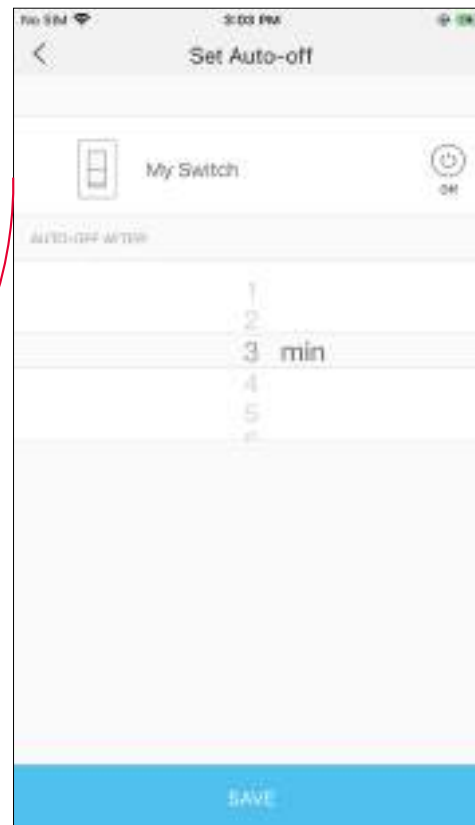 No SIM 3:03 PM
Set Auto-off
My Switch
Off
AUTO-OFF AFTER
1
2
3 min
4
5
6
SAVE